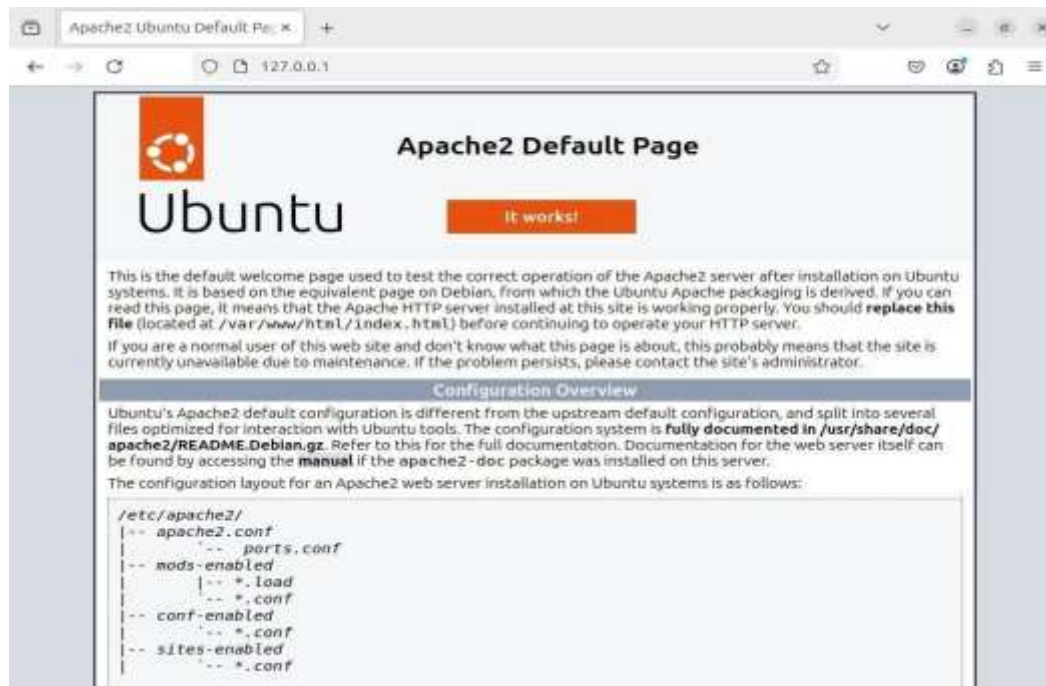 Apache2 Ubuntu Default Pa
127.0.0.1
Apache2 Default Page
Ubuntu
It works!
This is the default welcome page used to test the correct operation of the Apache2 server after installation on Ubuntu
systems. It is based on the equivalent page on Debian, from which the Ubuntu Apache packaging is derived. If you can
read this page, it means that the Apache HTTP server installed at this site is working properly. You should replace this
file (located at /var/www/html/index.html) before continuing to operate your HTTP server.
If you are a normal user of this web site and don't know what this page is about, this probably means that the site is
currently unavailable due to maintenance. If the problem persists, please contact the site's administrator.
Configuration Overview
Ubuntu's Apache2 default configuration is different from the upstream default configuration, and split into several
files optimized for interaction with Ubuntu tools. The configuration system is fully documented in /usr/share/doc/
apache2/README.Debian.gz. Refer to this for the full documentation. Documentation for the web server itself can
be found by accessing the manual if the apache2-doc package was installed on this server.
The configuration layout for an Apache2 web server installation on Ubuntu systems is as follows:
/etc/apache2/
|-- apache2.conf
|       `--  ports.conf
|-- mods-enabled
|       |-- *.load
|       `-- *.conf
|-- conf-enabled
|       `-- *.conf
|-- sites-enabled
|       `-- *.conf